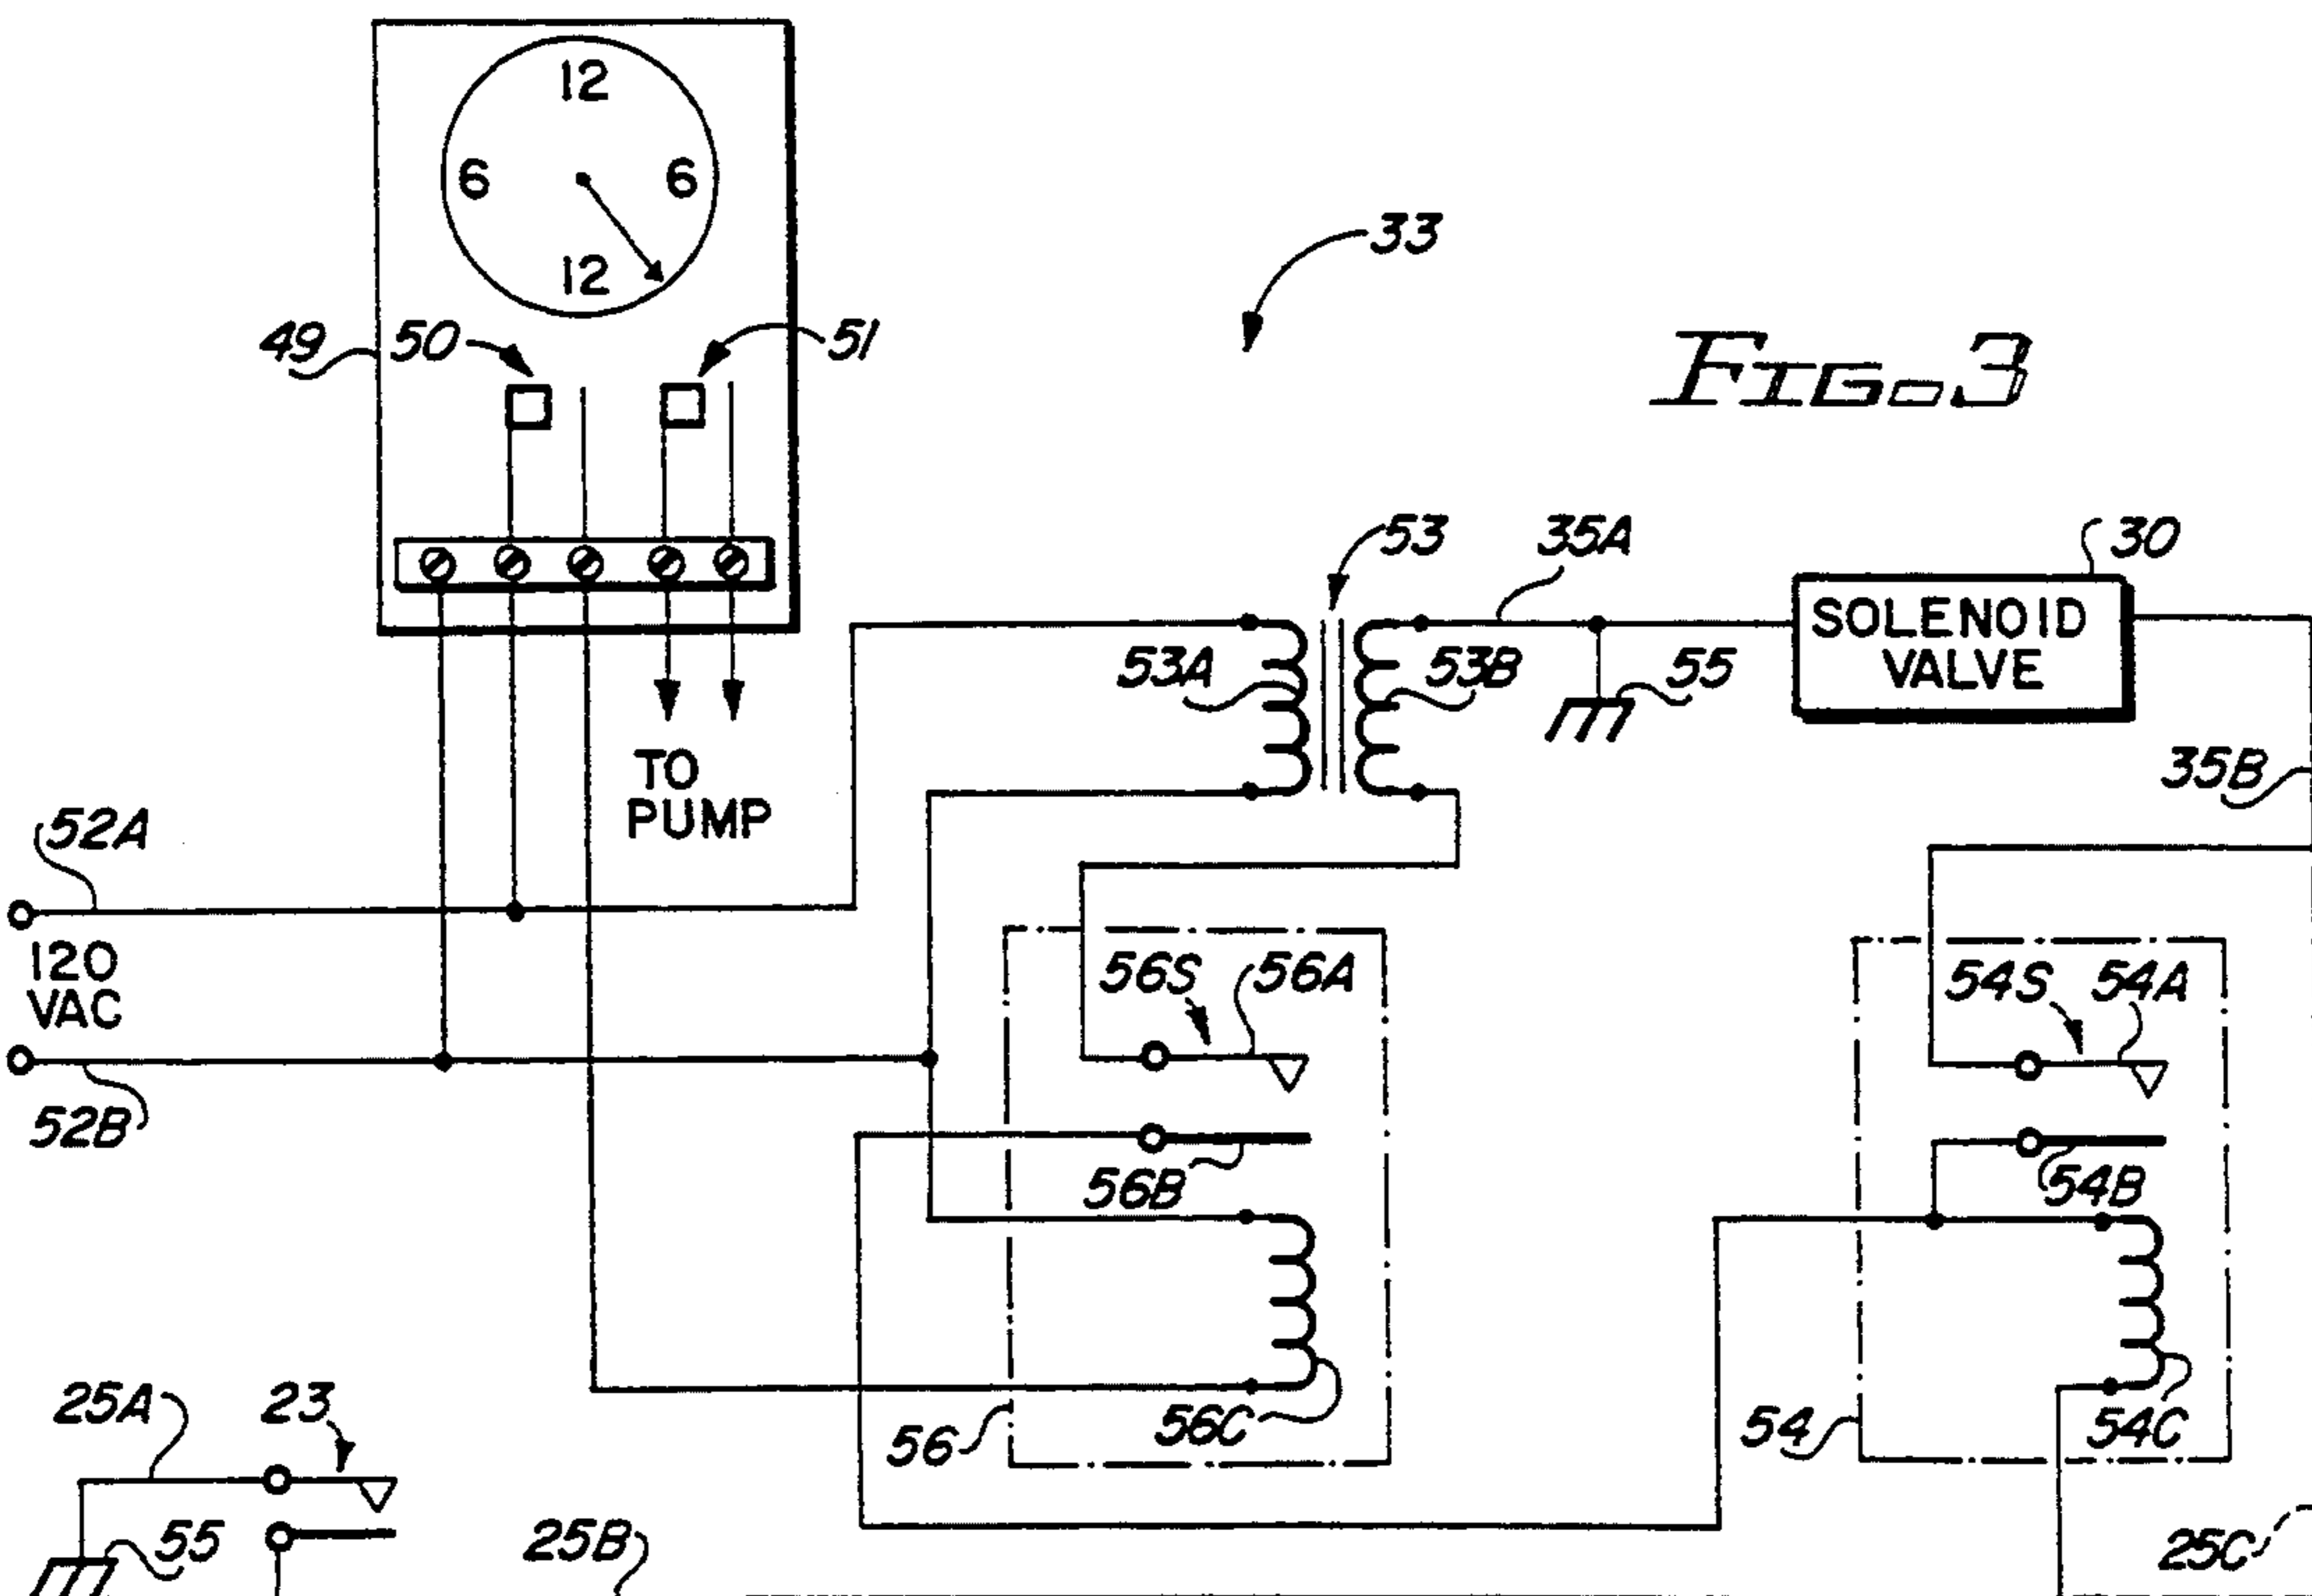 12
6 6
12
33
49 50 51
FIG. 3
53 35A 30
SOLENOID
VALVE
53A 53B 55
TO
PUMP
35B
52A
120
VAC
56S 56A 54S 54A
52B
56B 54B
25A 23
56 56C 54 54C
55 25B 25C